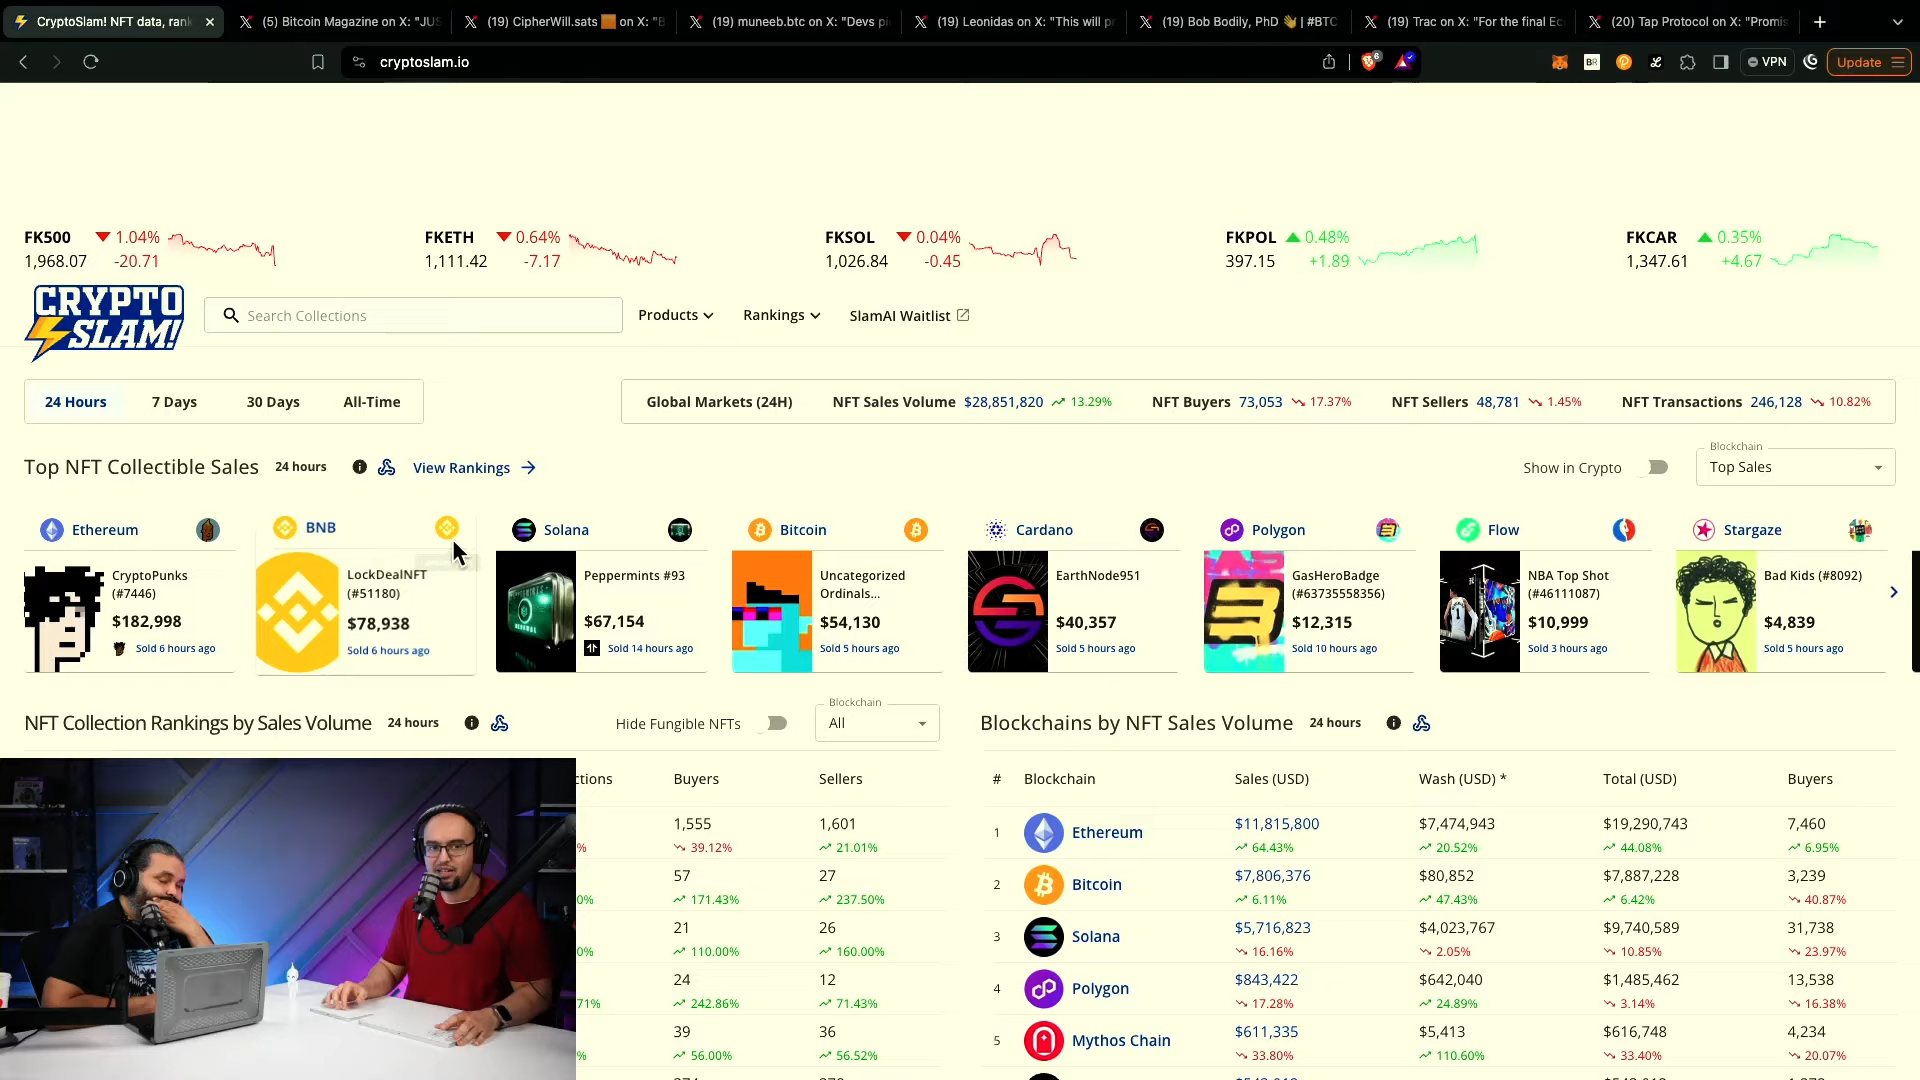 CryptoSlam! NFT data, rank
(5) Bitcoin Magazine on X: "JUS
(19) CipherWill.sats 🟧 on X: "B
(19) muneeb.btc on X: "Devs pi
(19) Leonidas on X: "This will pr
(19) Bob Bodily, PhD 👋 | #BTC
(19) Trac on X: "For the final Ec
(20) Tap Protocol on X: "Promis
cryptoslam.io
6
BR
VPN
Update
FK500 1.04%
1,968.07 -20.71
FKETH 0.64%
1,111.42 -7.17
FKSOL 0.04%
1,026.84 -0.45
FKPOL 0.48%
397.15 +1.89
FKCAR 0.35%
1,347.61 +4.67
CRYPTO
SLAM!
Search Collections
Products
Rankings
SlamAI Waitlist
24 Hours 7 Days 30 Days All-Time
Global Markets (24H) NFT Sales Volume $28,851,820 13.29% NFT Buyers 73,053 17.37% NFT Sellers 48,781 1.45% NFT Transactions 246,128 10.82%
Top NFT Collectible Sales 24 hours View Rankings
Show in Crypto
Blockchain
Top Sales
Ethereum
CryptoPunks
(#7446)
$182,998
Sold 6 hours ago
BNB
LockDealNFT
(#51180)
$78,938
Sold 6 hours ago
Solana
Peppermints #93
$67,154
Sold 14 hours ago
Bitcoin
Uncategorized
Ordinals...
$54,130
Sold 5 hours ago
Cardano
EarthNode951
$40,357
Sold 5 hours ago
Polygon
GasHeroBadge
(#63735558356)
$12,315
Sold 10 hours ago
Flow
NBA Top Shot
(#46111087)
$10,999
Sold 3 hours ago
Stargaze
Bad Kids (#8092)
$4,839
Sold 5 hours ago
NFT Collection Rankings by Sales Volume 24 hours
Hide Fungible NFTs
Blockchain
All
ctions Buyers Sellers
1,555 1,601
% 39.12% 21.01%
57 27
0% 171.43% 237.50%
21 26
0% 110.00% 160.00%
24 12
71% 242.86% 71.43%
39 36
% 56.00% 56.52%
Blockchains by NFT Sales Volume 24 hours
# Blockchain Sales (USD) Wash (USD) * Total (USD) Buyers
1 Ethereum $11,815,800 $7,474,943 $19,290,743 7,460
64.43% 20.52% 44.08% 6.95%
2 Bitcoin $7,806,376 $80,852 $7,887,228 3,239
6.11% 47.43% 6.42% 40.87%
3 Solana $5,716,823 $4,023,767 $9,740,589 31,738
16.16% 2.05% 10.85% 23.97%
4 Polygon $843,422 $642,040 $1,485,462 13,538
17.28% 24.89% 3.14% 16.38%
5 Mythos Chain $611,335 $5,413 $616,748 4,234
33.80% 110.60% 33.40% 20.07%